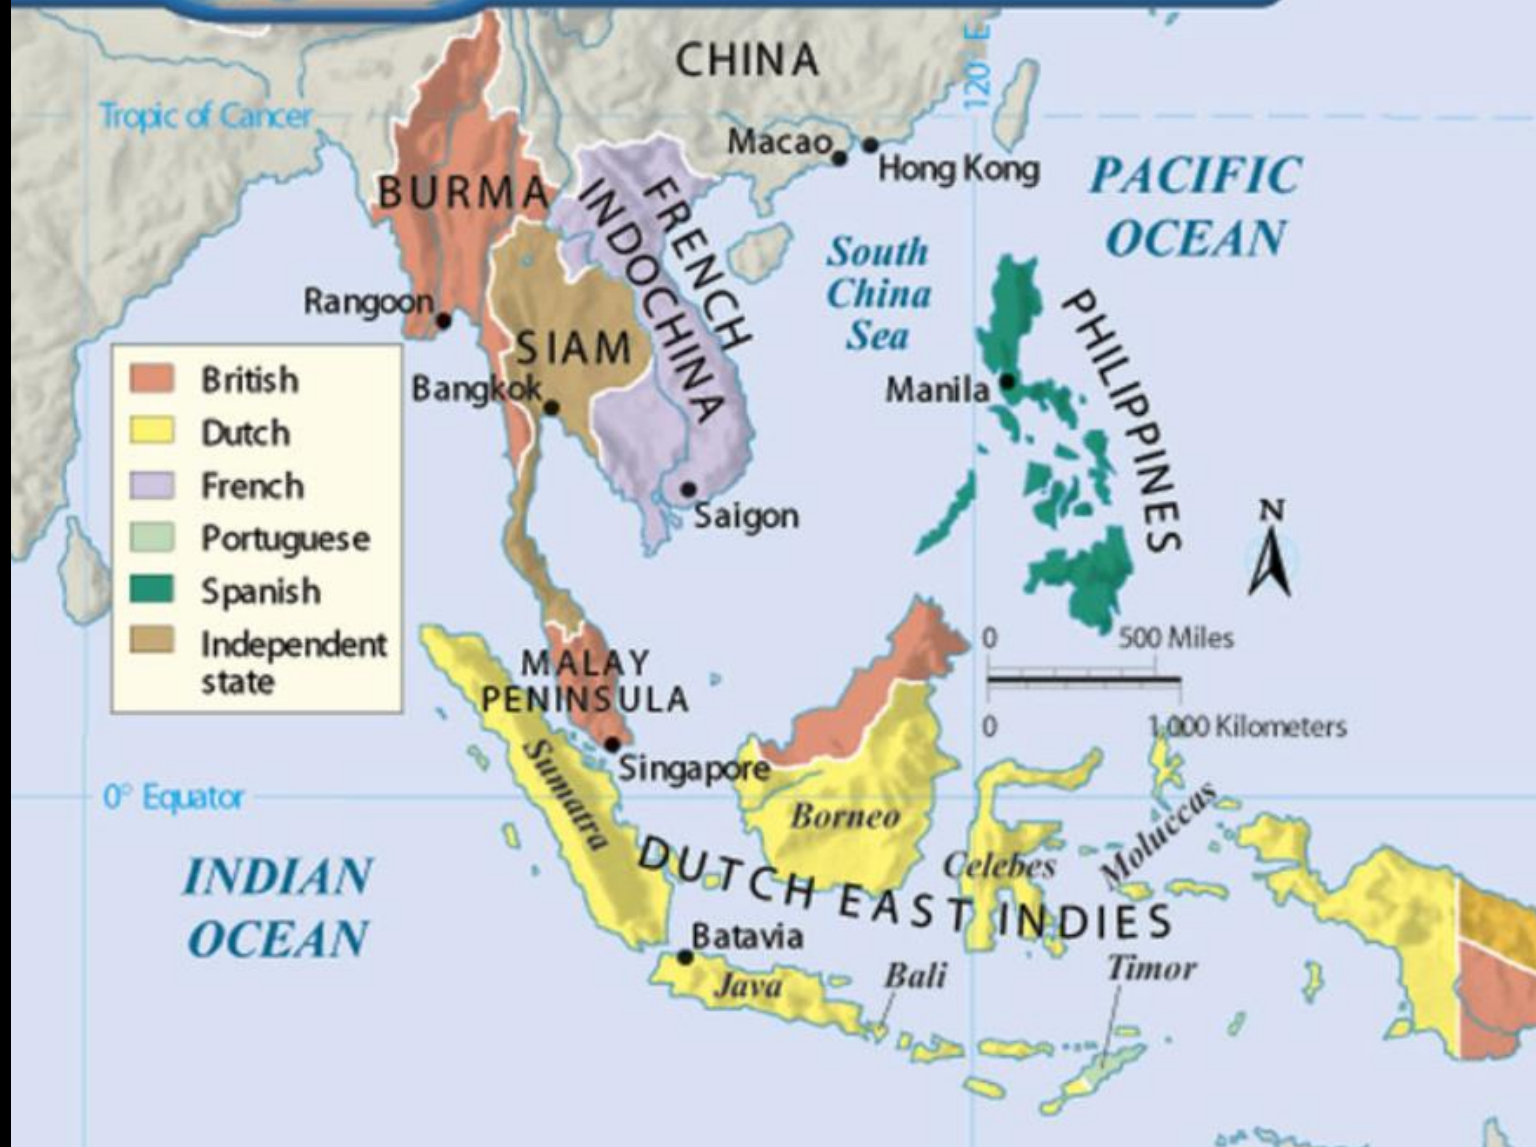 CHINA
120° E
Tropic of Cancer
Macao
Hong Kong
PACIFIC
OCEAN
BURMA
FRENCH
INDOCHINA
South
China
Sea
Rangoon
PHILIPPINES
SIAM
Bangkok
Manila
British
Dutch
French
Portuguese
Spanish
Independent
state
Saigon
N
0 500 Miles
0 1,000 Kilometers
MALAY
PENINSULA
Singapore
Sumatra
0° Equator
Borneo
Celebes
Moluccas
INDIAN
OCEAN
DUTCH EAST INDIES
Batavia
Java
Bali
Timor